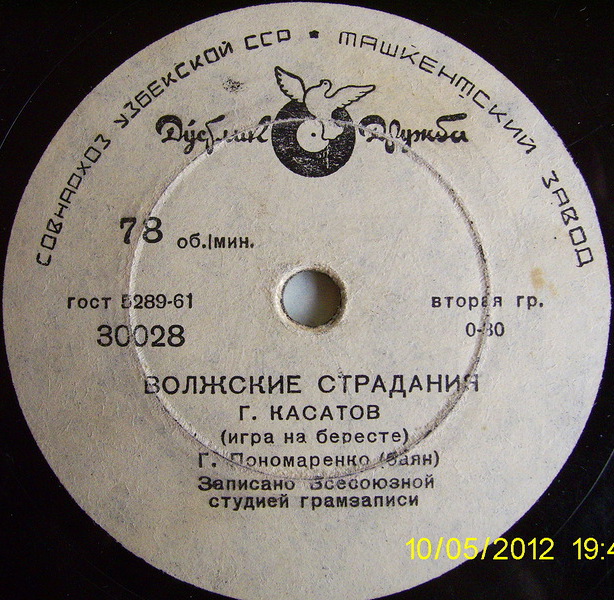 СОВНАРХОЗ УЗБЕКСКОЙ ССР * ТАШКЕНТСКИЙ ЗАВОД
Дўстлик Дружба
78 об./мин.
гост 5289-61 вторая гр.
30028 0-80
ВОЛЖСКИЕ СТРАДАНИЯ
Г. КАСАТОВ
(игра на бересте)
Г. Пономаренко (баян)
Записано Всесоюзной
студией грамзаписи
10/05/2012 19:4